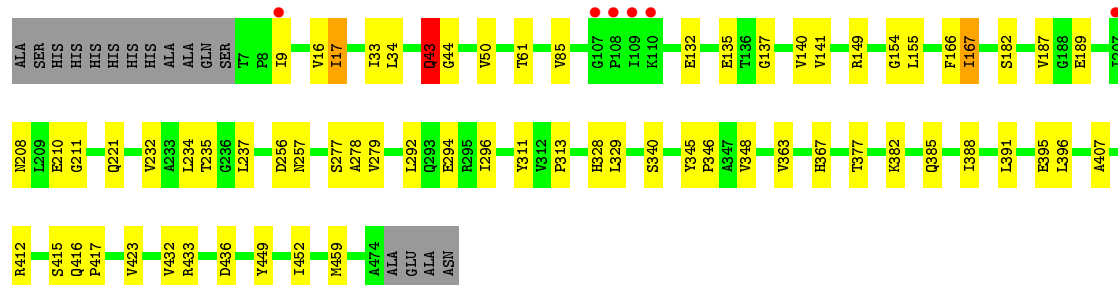 ALA SER HIS HIS HIS HIS HIS HIS ALA ALA GLN SER T7 P8 I9 V16 I17 I33 L34 Q43 G44 V50 T61 V85 G107 P108 I109 K110 E132 E135 T136 G137 V140 V141 R149 G154 L155 F166 I167 S182 V187 G188 E189 I207
N208 L209 E210 G211 Q221 V232 A233 L234 T235 G236 L237 D256 N257 S277 A278 V279 L292 Q293 E294 R295 I296 Y311 V312 P313 H328 L329 S340 Y345 P346 A347 V348 V363 H367 T377 K382 Q385 I388 L391 E395 L396 A407
R412 S415 Q416 P417 V423 V432 R433 D436 Y449 I452 M459 A474 ALA GLU ALA ASN